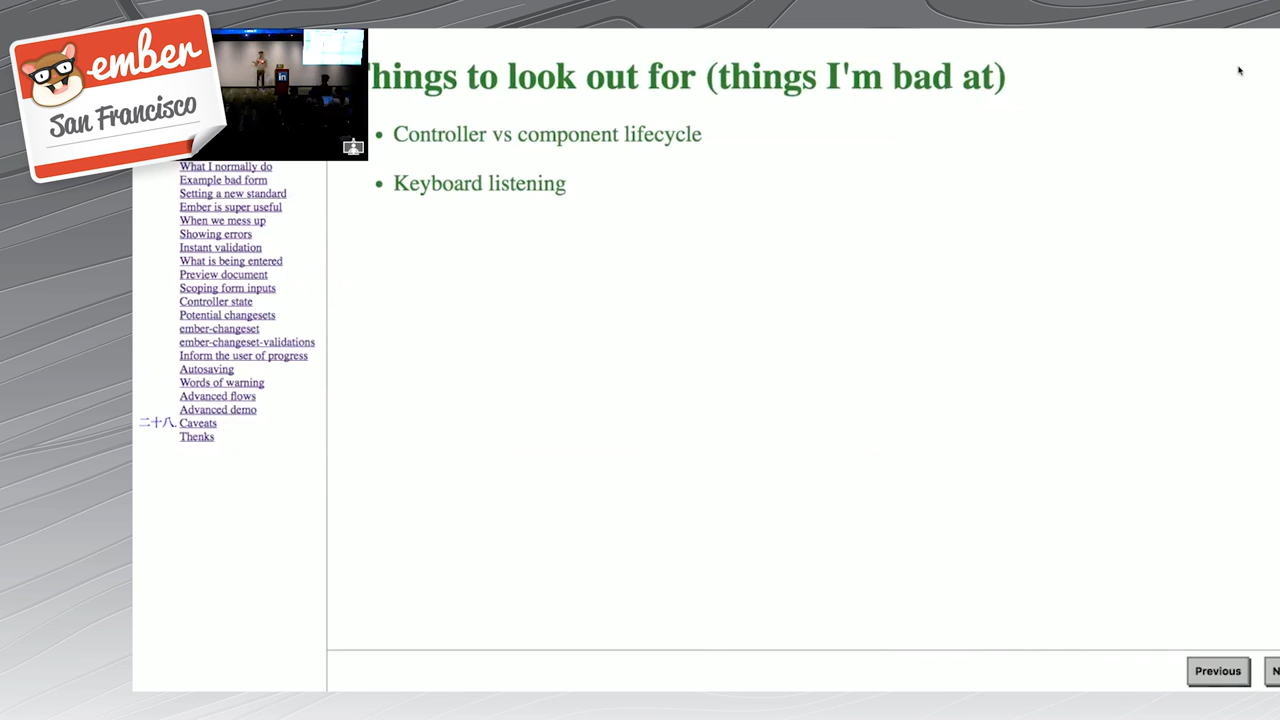 ember
San Francisco
in
Things to look out for (things I'm bad at)
• Controller vs component lifecycle
• Keyboard listening
What I normally do
Example bad form
Setting a new standard
Ember is super useful
When we mess up
Showing errors
Instant validation
What is being entered
Preview document
Scoping form inputs
Controller state
Potential changesets
ember-changeset
ember-changeset-validations
Inform the user of progress
Autosaving
Words of warning
Advanced flows
Advanced demo
二十八. Caveats
Thenks
Previous
N